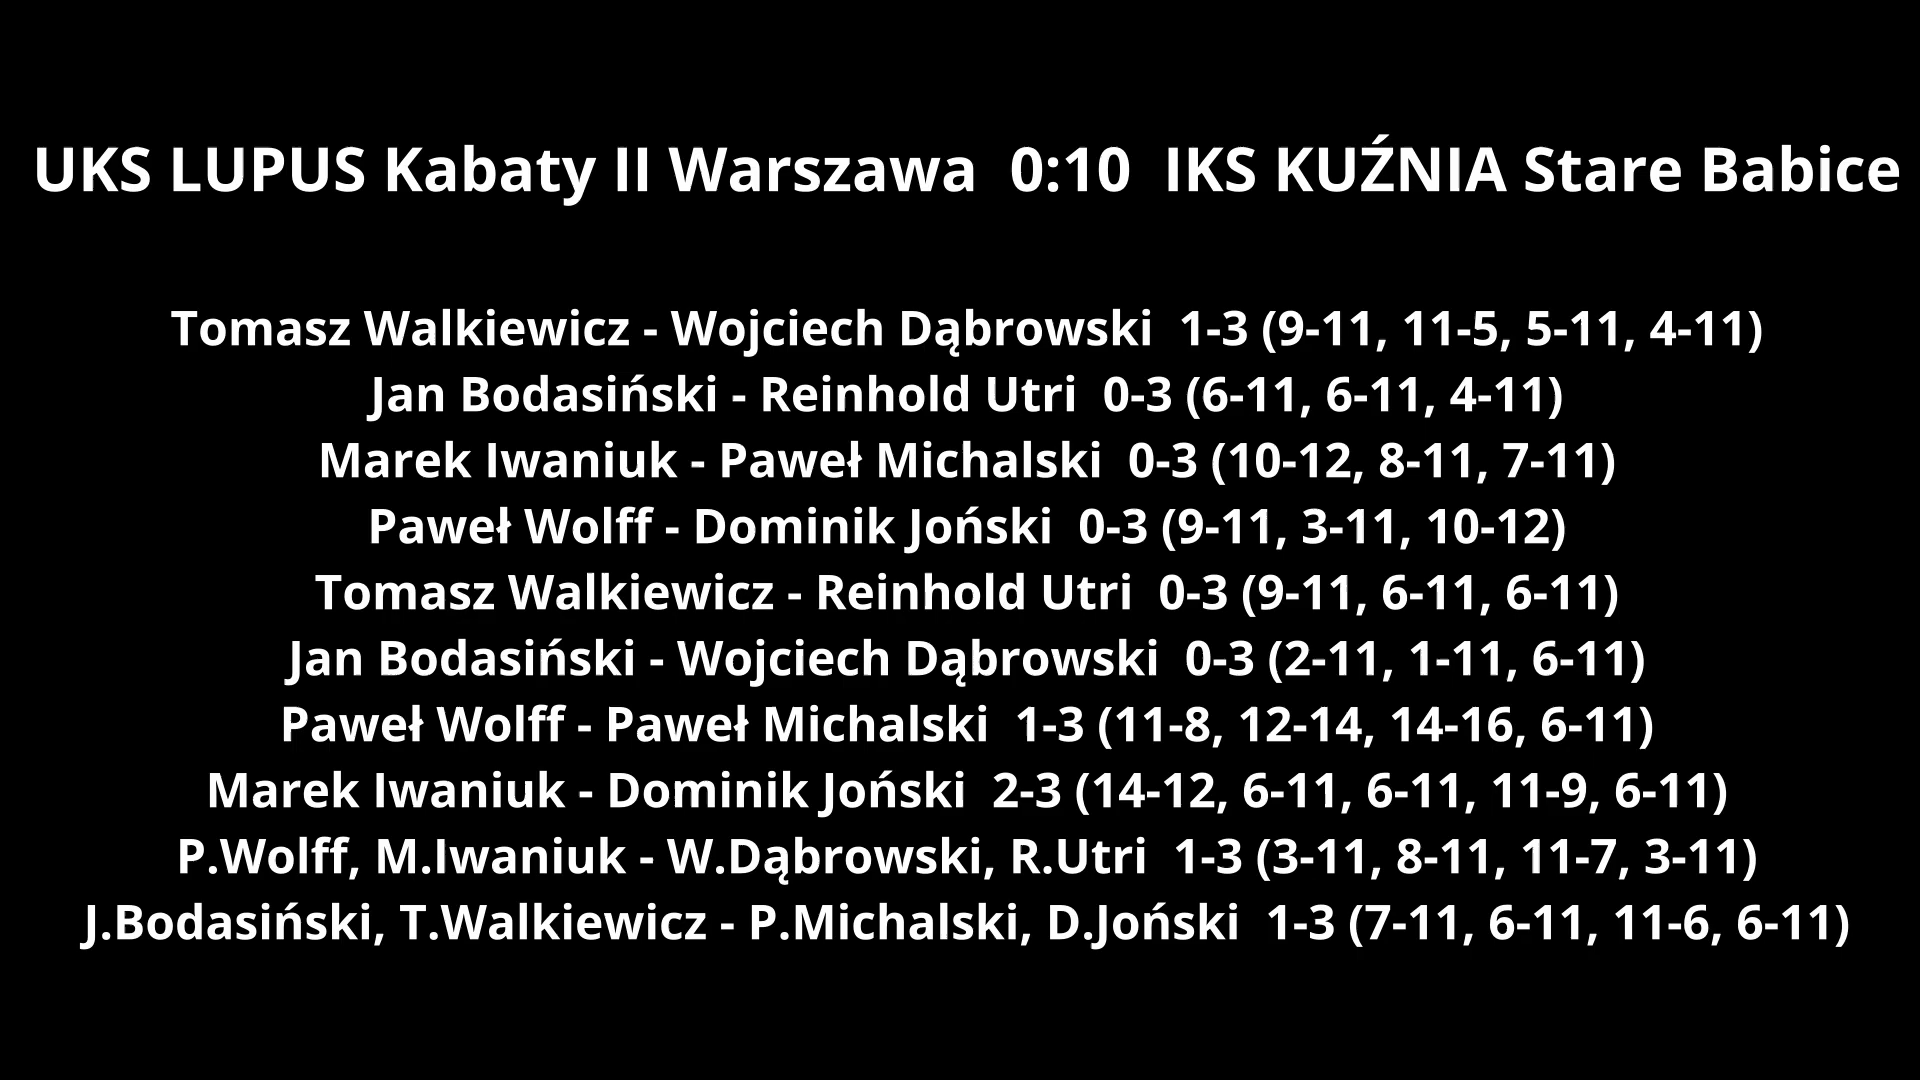 UKS LUPUS Kabaty II Warszawa  0:10  IKS KUŹNIA Stare Babice
Tomasz Walkiewicz - Wojciech Dąbrowski  1-3 (9-11, 11-5, 5-11, 4-11)
Jan Bodasiński - Reinhold Utri  0-3 (6-11, 6-11, 4-11)
Marek Iwaniuk - Paweł Michalski  0-3 (10-12, 8-11, 7-11)
Paweł Wolff - Dominik Joński  0-3 (9-11, 3-11, 10-12)
Tomasz Walkiewicz - Reinhold Utri  0-3 (9-11, 6-11, 6-11)
Jan Bodasiński - Wojciech Dąbrowski  0-3 (2-11, 1-11, 6-11)
Paweł Wolff - Paweł Michalski  1-3 (11-8, 12-14, 14-16, 6-11)
Marek Iwaniuk - Dominik Joński  2-3 (14-12, 6-11, 6-11, 11-9, 6-11)
P.Wolff, M.Iwaniuk - W.Dąbrowski, R.Utri  1-3 (3-11, 8-11, 11-7, 3-11)
J.Bodasiński, T.Walkiewicz - P.Michalski, D.Joński  1-3 (7-11, 6-11, 11-6, 6-11)